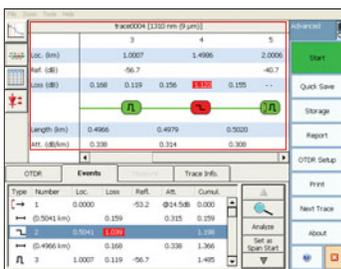 File Zoom Tools Help
trace0004 [1310 nm (9 µm)]
Advanced
3 4 5
Loc. (km) 1.0007 1.4986 2.0006
Refl. (dB) -56.7 -40.7
Loss (dB) 0.168 0.119 0.156 1.122 0.155 --
Length (km) 0.4966 0.4979 0.5020
Att. (dB/km) 0.338 0.314 0.308
Start
Quick Save
Storage
Report
OTDR Setup
Print
Next Trace
About
OTDR Events Measure Trace Info.
Type Number Loc. Loss Refl. Att. Cumul.
1 0.0000 -53.2 @14.5dB 0.000
(0.5041 km) 0.159 0.315 0.159
2 0.5041 1.039 1.198
(0.4966 km) 0.168 0.338 1.366
3 1.0007 0.119 -56.7 1.485
Analyze
Set as
Span Start